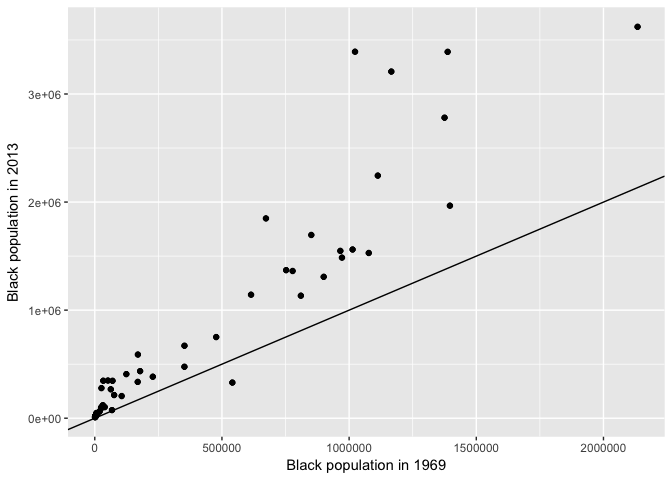 3e+06
2e+06
1e+06
0e+00
Black population in 2013
0
500000
1000000
1500000
2000000
Black population in 1969